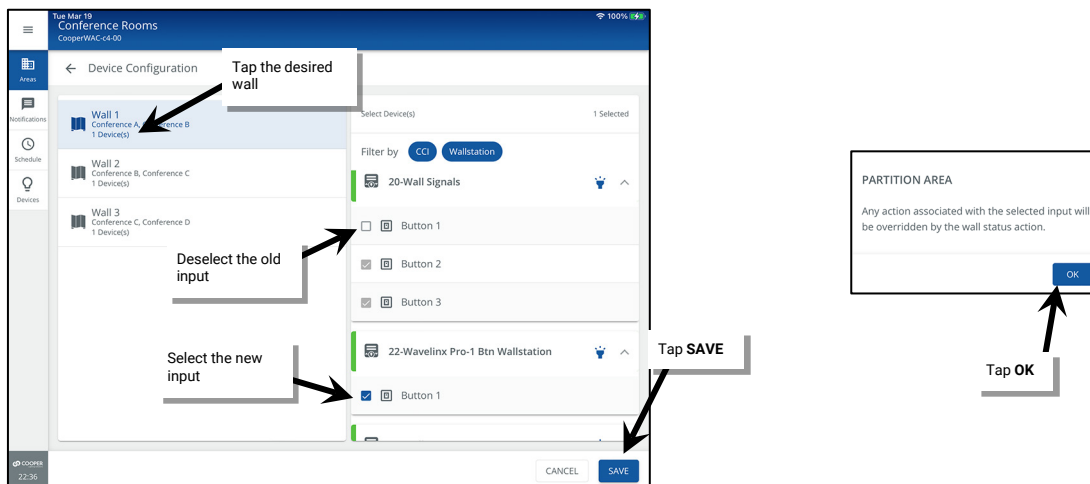 Tue Mar 19
100%
Conference Rooms
CooperWAC-c4-00
Areas
Notifications
Schedule
Devices
COOPER
22:36
Device Configuration
Tap the desired
wall
Wall 1
Conference A, Conference B
1 Device(s)
Wall 2
Conference B, Conference C
1 Device(s)
Wall 3
Conference C, Conference D
1 Device(s)
Deselect the old
input
Select the new
input
Select Device(s)
1 Selected
Filter by CCI Wallstation
20-Wall Signals
Button 1
Button 2
Button 3
22-Wavelinx Pro-1 Btn Wallstation
Button 1
CANCEL SAVE
Tap SAVE
PARTITION AREA
Any action associated with the selected input will
be overridden by the wall status action.
OK
Tap OK